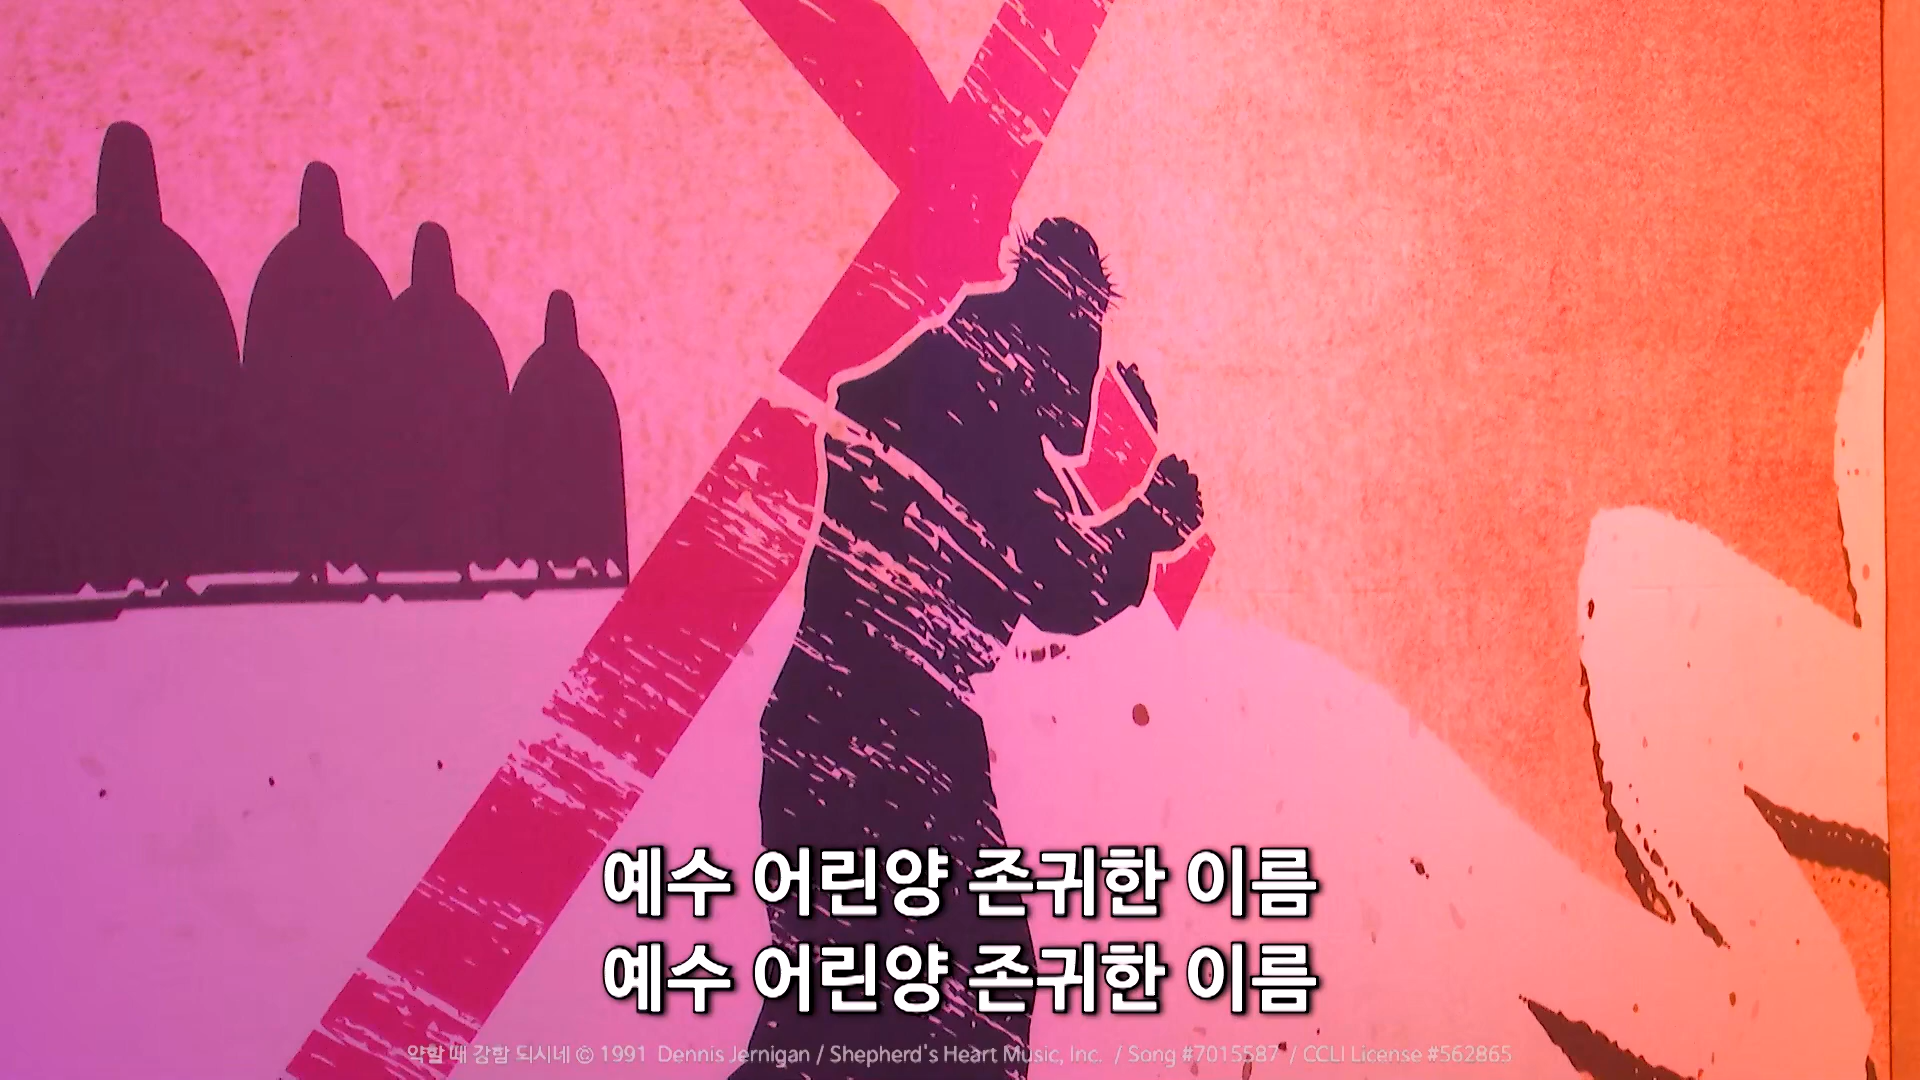 예수 어린양 존귀한 이름
예수 어린양 존귀한 이름
약할 때 강함 되시네 © 1991 Dennis Jernigan / Shepherd's Heart Music, Inc. / Song #7015587 / CCLI License #562865